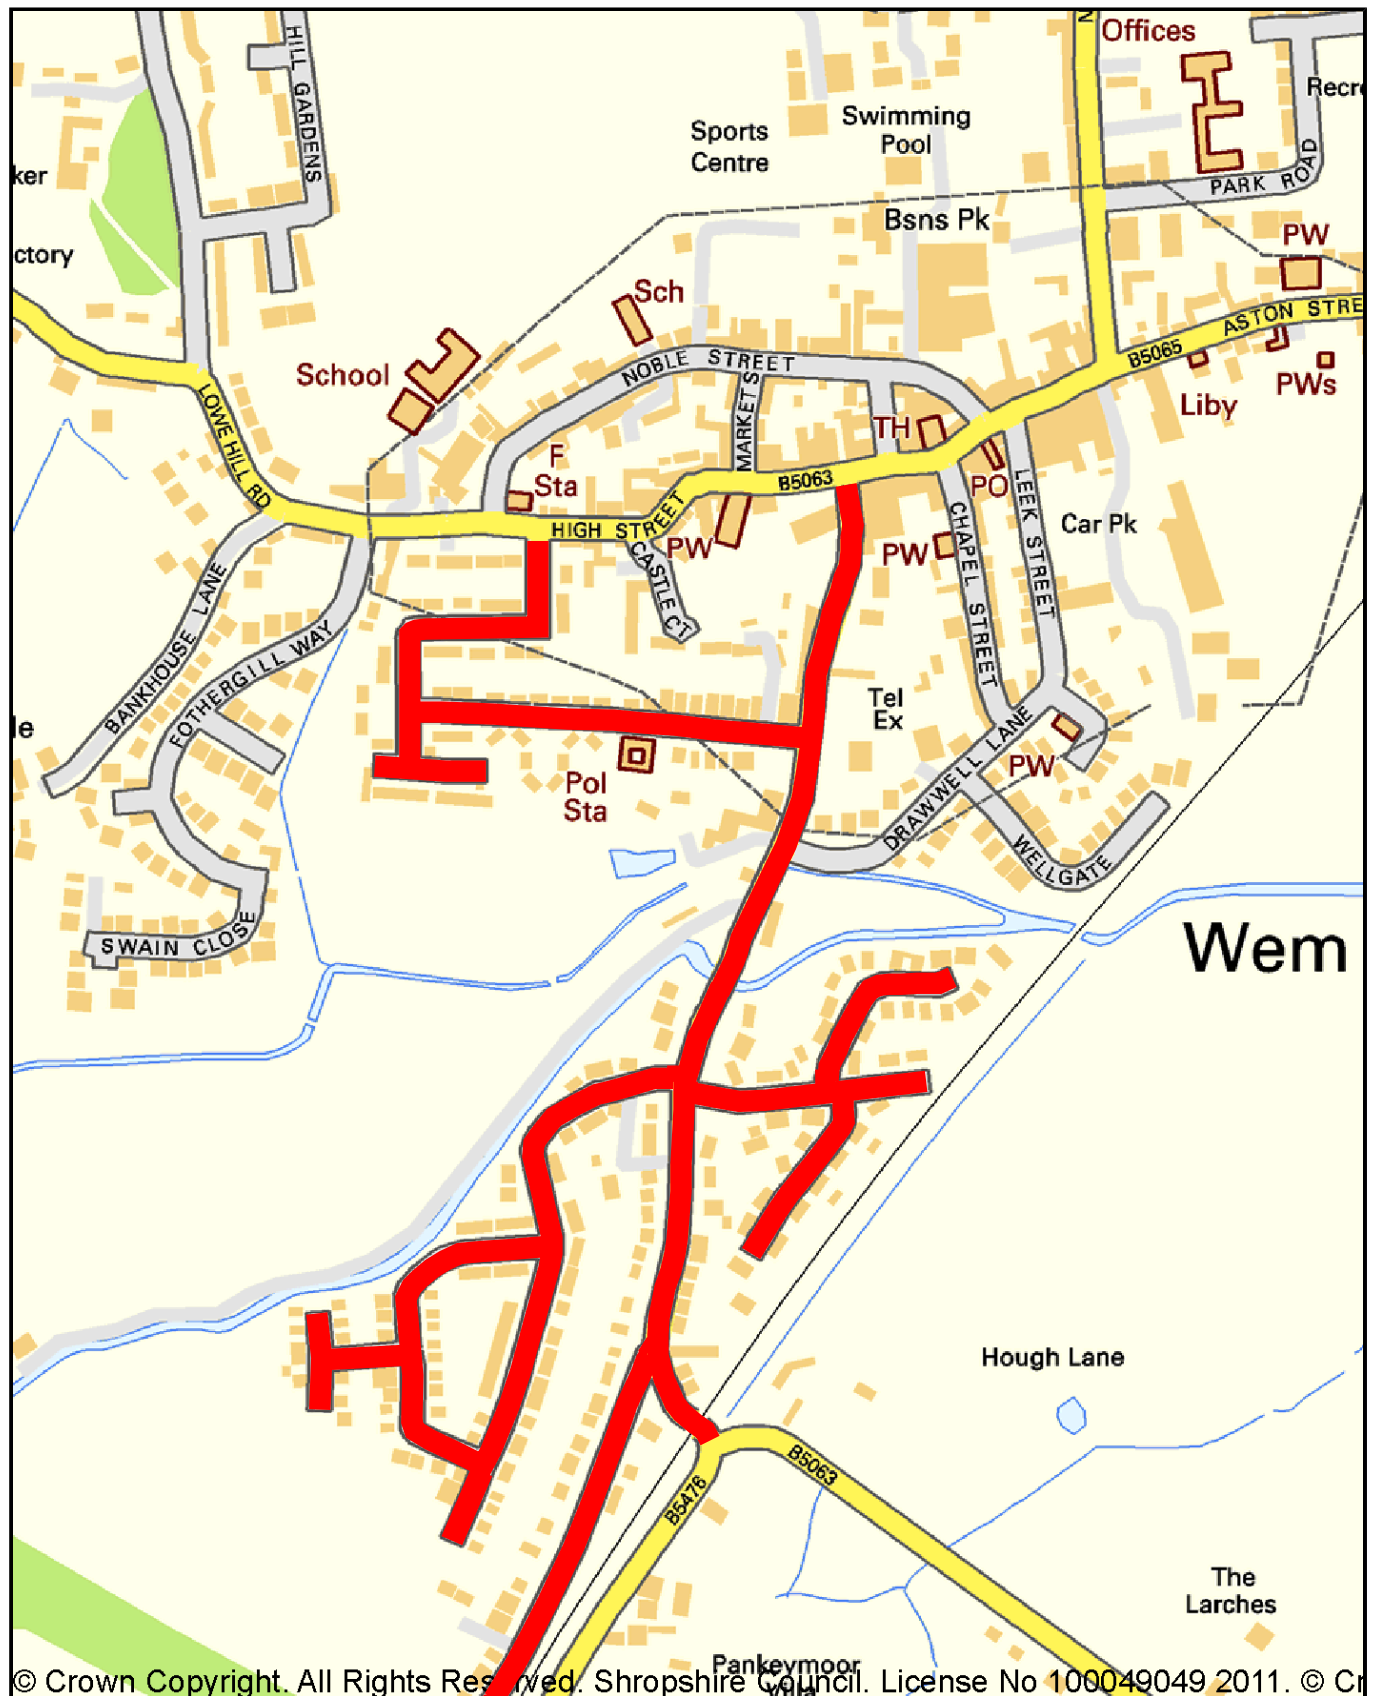 Offices
HILL GARDENS
Recr
Swimming
Pool
Sports
Centre
ker
PARK ROAD
Bsns Pk
PW
ctory
Sch
ASTON STRE
B5065
NOBLE STREET
School
PWs
MARKET S
Liby
LOWE HILL RD
TH
F
Sta
B5063
PO
LEEK STREET
HIGH STREET
CHAPEL STREET
Car Pk
PW
PW
CASTLE CT
BANKHOUSE LANE
FOTHERGILL WAY
Tel
Ex
le
DRAWWELL LANE
PW
Pol
Sta
WELLGATE
SWAIN CLOSE
Wem
Hough Lane
B5063
B5476
The
Larches
Pankeymoor
Villa
© Crown Copyright. All Rights Reserved. Shropshire Council. License No 100049049 2011. © Cr